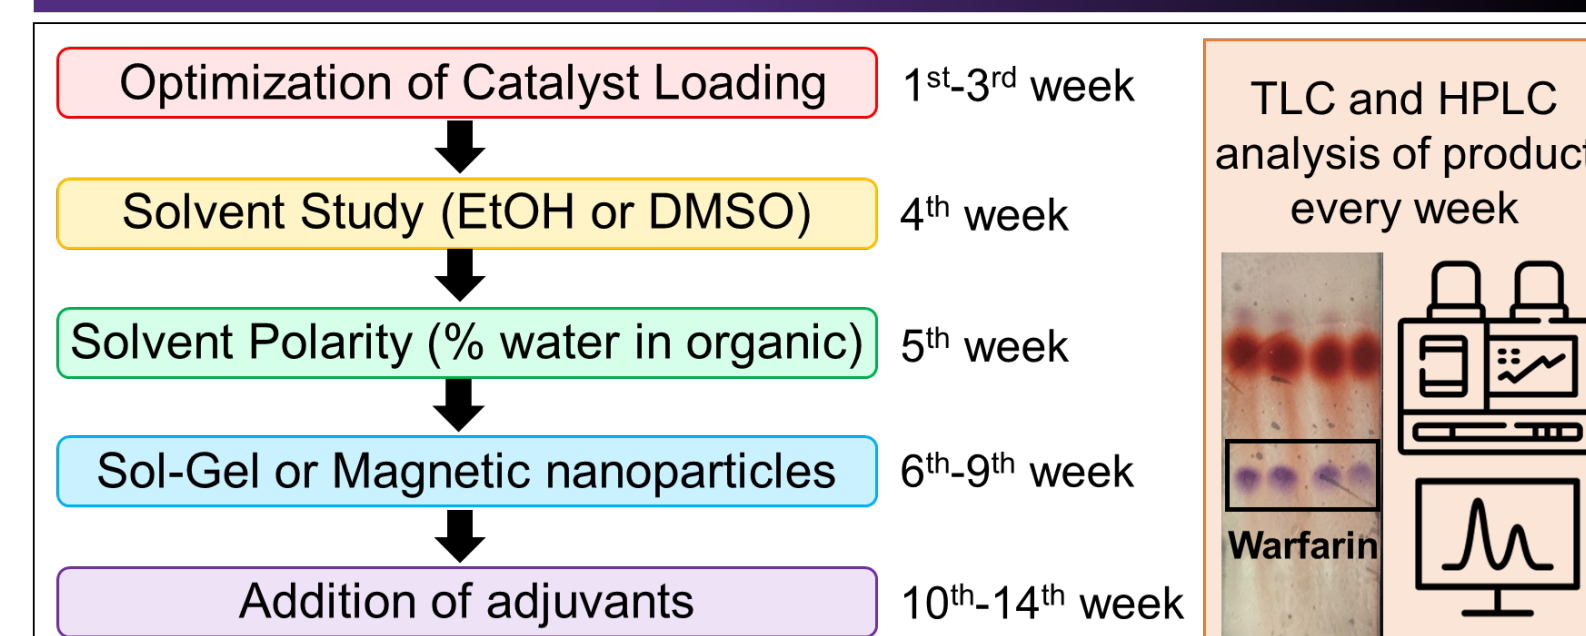 Optimization of Catalyst Loading
1st-3rd week
Solvent Study (EtOH or DMSO)
4th week
Solvent Polarity (% water in organic)
5th week
Sol-Gel or Magnetic nanoparticles
6th-9th week
Addition of adjuvants
10th-14th week
TLC and HPLC
analysis of product
every week
Warfarin